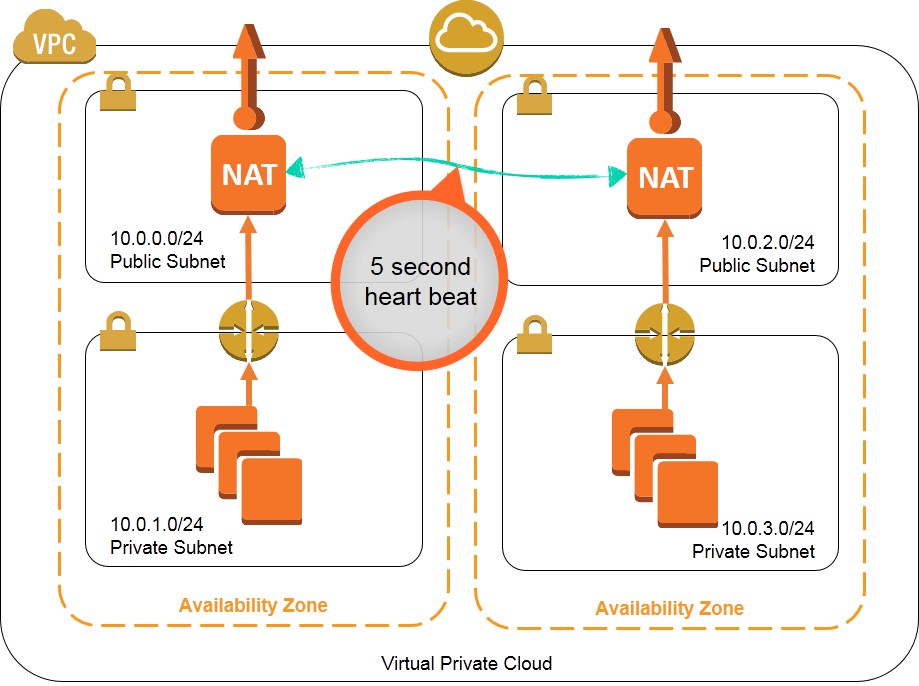 VPC
NAT
NAT
10.0.0.0/24
Public Subnet
5 second
heart beat
10.0.2.0/24
Public Subnet
10.0.1.0/24
Private Subnet
10.0.3.0/24
Private Subnet
Availability Zone
Availability Zone
Virtual Private Cloud